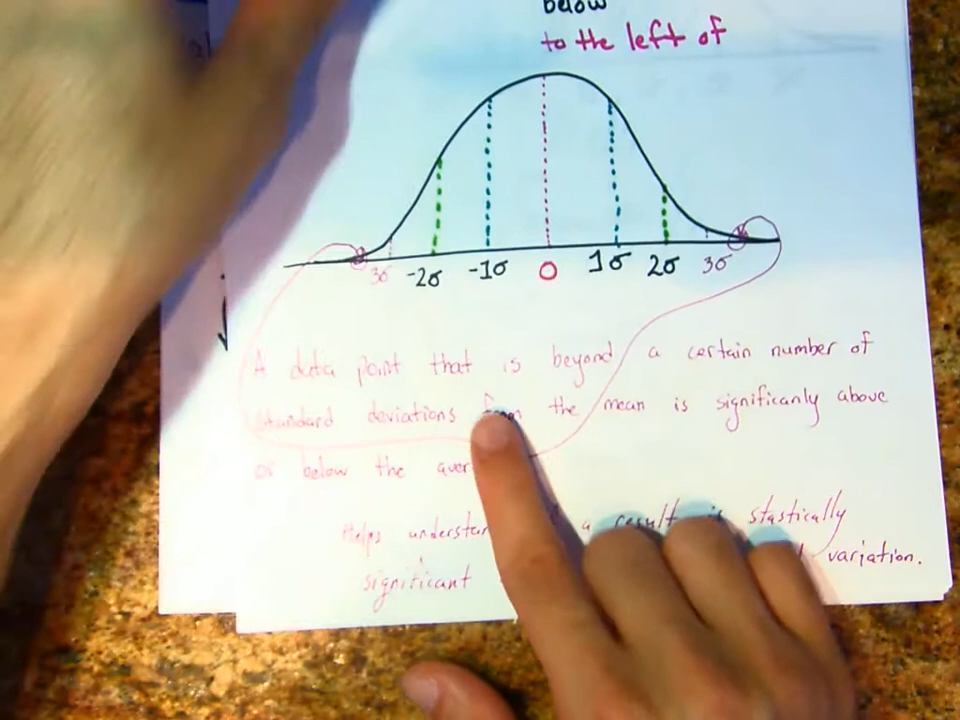 below
to the left of
3σ -2σ -1σ 0 1σ 2σ 3σ
A data point that is beyond a certain number of
standard deviations the mean is significanly above
or below the
Helps a result is stastically
significant variation.